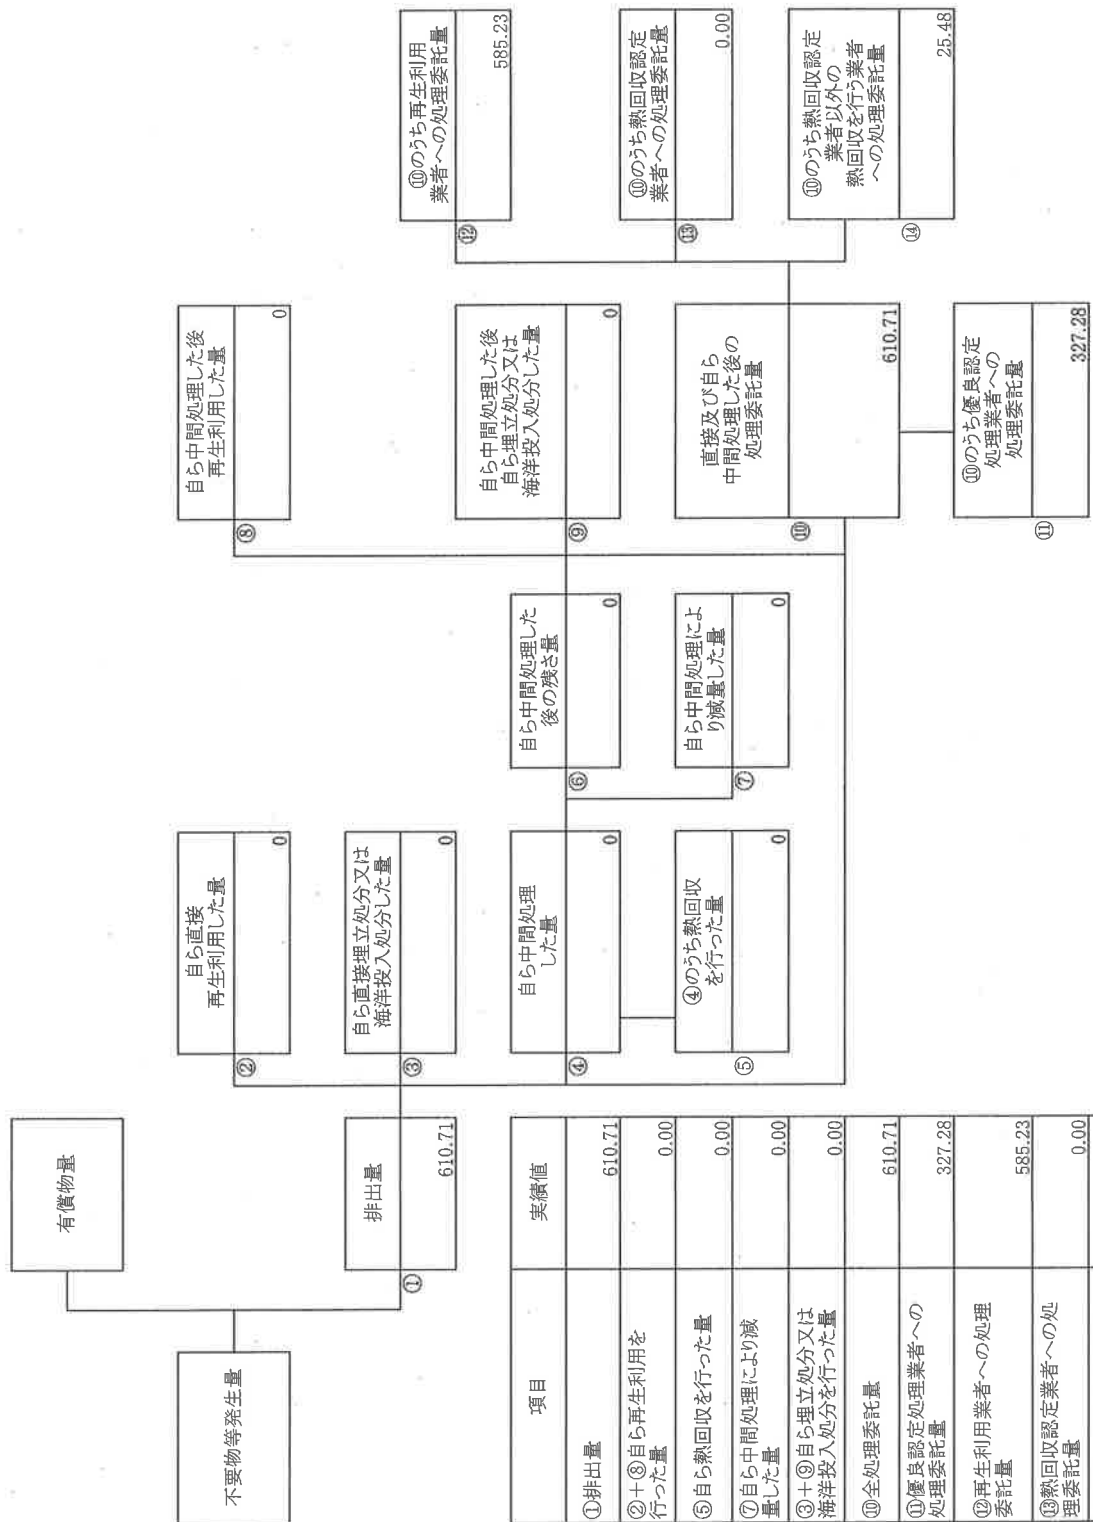 有償物量
不要物等発生量
排出量
①
610.71
自ら直接
再生利用した量
②
0
自ら直接埋立処分又は
海洋投入処分した量
③
0
自ら中間処理
した量
④
0
④のうち熱回収
を行った量
⑤
0
自ら中間処理した
後の残さ量
⑥
0
自ら中間処理によ
り減量した量
⑦
0
自ら中間処理した後
再生利用した量
⑧
0
自ら中間処理した後
自ら埋立処分又は
海洋投入処分した量
⑨
0
直接及び自ら
中間処理した後の
処理委託量
⑩
610.71
⑩のうち優良認定
処理業者への
処理委託量
⑪
327.28
⑩のうち再生利用
業者への処理委託量
⑫
585.23
⑩のうち熱回収認定
業者への処理委託量
⑬
0.00
⑩のうち熱回収認定
業者以外の
熱回収を行う業者
への処理委託量
⑭
25.48
項目 実績値
①排出量 610.71
②+⑧自ら再生利用を
行った量 0.00
⑤自ら熱回収を行った量 0.00
⑦自ら中間処理により減
量した量 0.00
③+⑨自ら埋立処分又は
海洋投入処分を行った量 0.00
⑩全処理委託量 610.71
⑪優良認定処理業者への
処理委託量 327.28
⑫再生利用業者への処理
委託量 585.23
⑬熱回収認定業者への処
理委託量 0.00